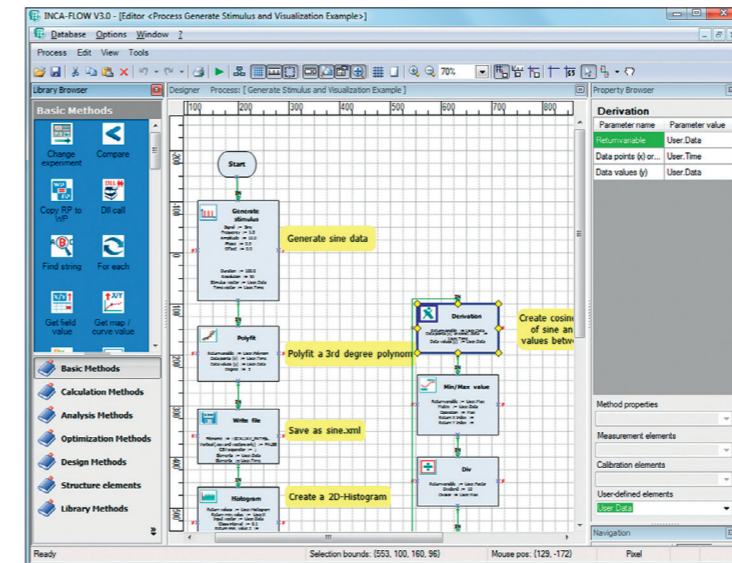 INCA-FLOW V3.0 - [Editor <Process Generate Stimulus and Visualization Example>]
Database Options Window ?
Process Edit View Tools
70%
Library Browser
Designer Process: [ Generate Stimulus and Visualization Example ]
Property Browser
Basic Methods
Change experiment
Compare
Copy RP to WP
Dll call
Find string
For each
Get field value
Get map / curve value
Basic Methods
Calculation Methods
Analysis Methods
Optimization Methods
Design Methods
Structure elements
Library Methods
100 200 300 400 500 600 700 800
Start
IN
Generate stimulus
Generate sine data
Polyfit
Polyfit a 3rd degree polynom
Write file
Save as sine.xml
Histogram
Create a 2D-Histogram
Derivation
Create cosine
of sine an
values betw
Min/Max value
Div
Derivation
Parameter name Parameter value
Returnvariable User.Data
Data points (x) or... User.Time
Data values (y) User.Data
Method properties
Measurement elements
Calibration elements
User-defined elements
User.Data
Navigation
Ready
Selection bounds: (553, 100, 160, 96)
Mouse pos: (129, -172)
Pixel